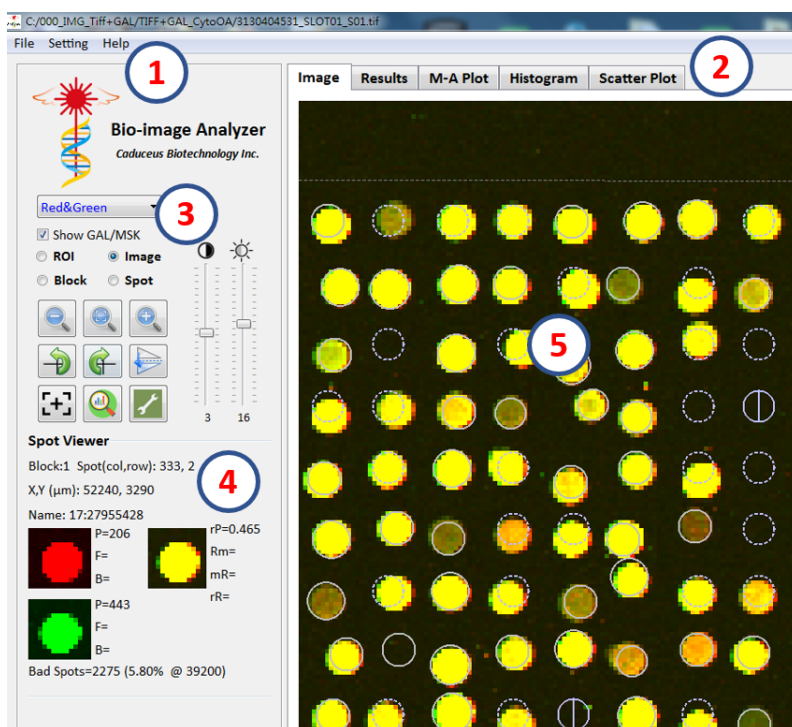 C:/000_IMG_Tiff+GAL/TIFF+GAL_CytoOA/3130404531_SLOT01_S01.tif
File Setting Help
1
2
Image Results M-A Plot Histogram Scatter Plot
Bio-image Analyzer
Caduceus Biotechnology Inc.
Red&Green
3
Show GAL/MSK
ROI Image
Block Spot
3 16
5
Spot Viewer
Block:1 Spot(col,row): 333, 2
4
X,Y (µm): 52240, 3290
Name: 17:27955428
P=206
F=
B=
rP=0.465
Rm=
mR=
rR=
P=443
F=
B=
Bad Spots=2275 (5.80% @ 39200)